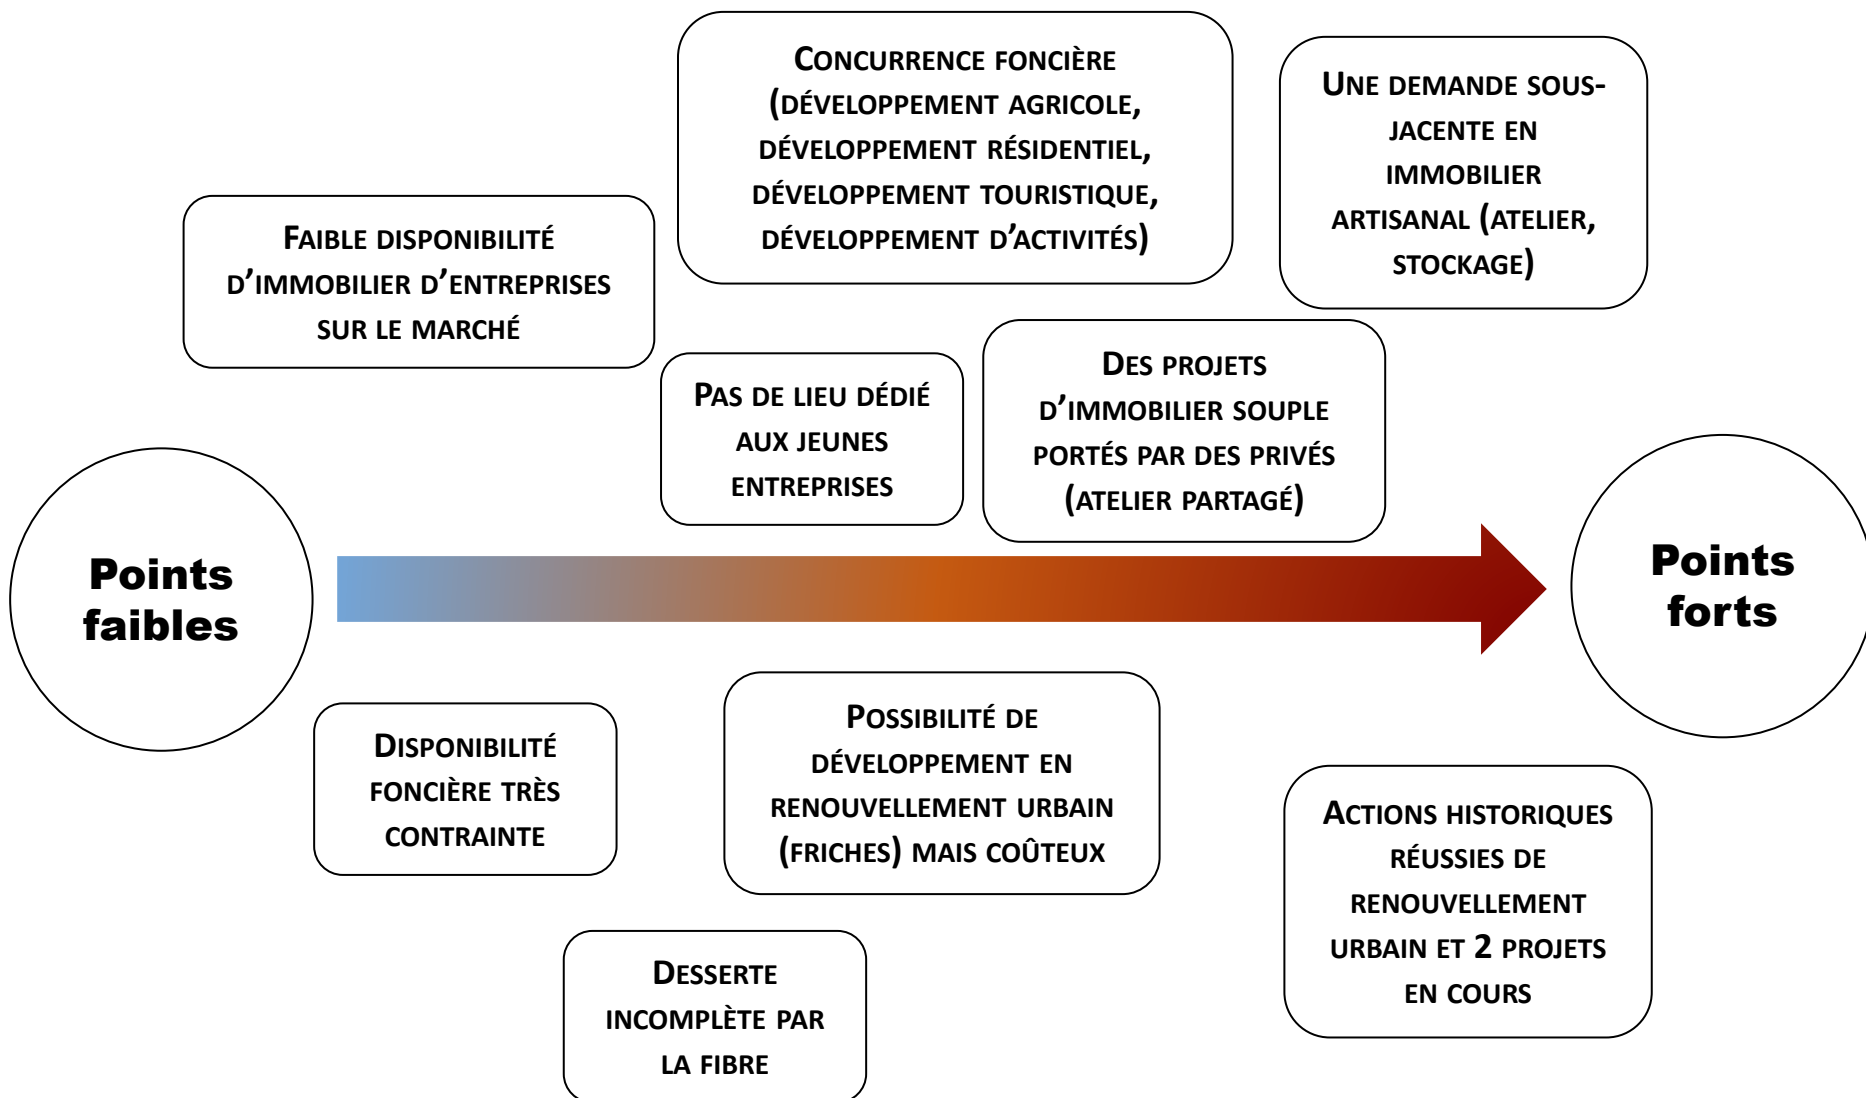 Concurrence foncière
(développement agricole,
développement résidentiel,
développement touristique,
développement d'activités)
Une demande sous-
jacente en
immobilier
artisanal (atelier,
stockage)
Faible disponibilité
d'immobilier d'entreprises
sur le marché
Pas de lieu dédié
aux jeunes
entreprises
Des projets
d'immobilier souple
portés par des privés
(atelier partagé)
Points
faibles
Points
forts
Disponibilité
foncière très
contrainte
Possibilité de
développement en
renouvellement urbain
(friches) mais coûteux
Actions historiques
réussies de
renouvellement
urbain et 2 projets
en cours
Desserte
incomplète par
la fibre